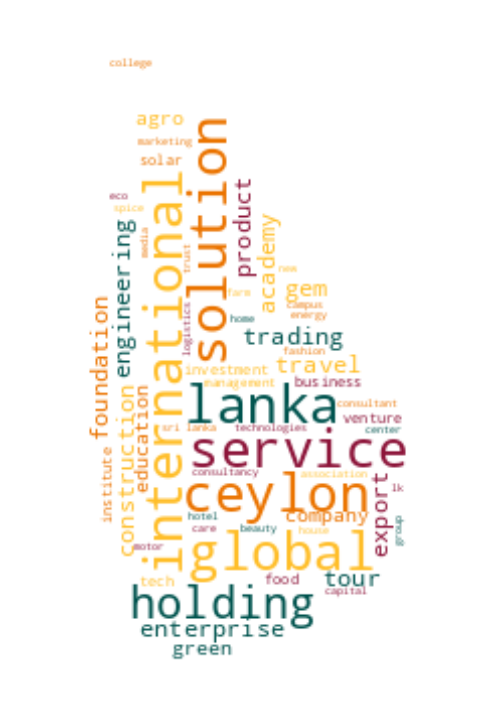 college
agro
marketing
solar
international
solution
eco
spice
product
engineering
media
academy
trust
new
gem
farm
campus
energy
foundation
logistics
home
trading
fashion
travel
investment
business
management
lanka
education
construction
consultant
venture
sri lanka
technologies
center
service
institute
consultancy
association
export
ceylon
lk
hotel
company
group
care
beauty
house
global
motor
tech
food
tour
holding
capital
enterprise
green